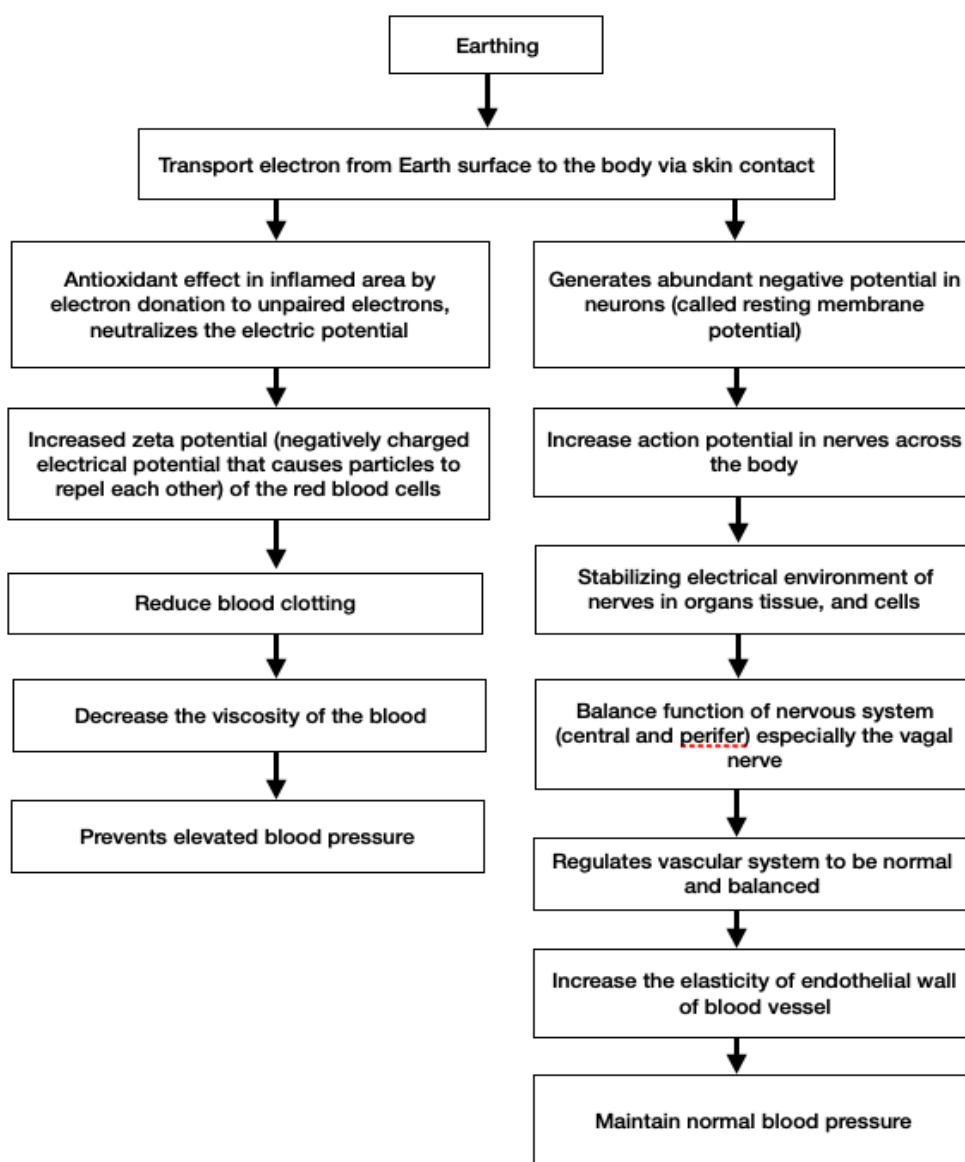 Earthing
Transport electron from Earth surface to the body via skin contact
Antioxidant effect in inflamed area by
electron donation to unpaired electrons,
neutralizes the electric potential
Increased zeta potential (negatively charged
electrical potential that causes particles to
repel each other) of the red blood cells
Reduce blood clotting
Decrease the viscosity of the blood
Prevents elevated blood pressure
Generates abundant negative potential in
neurons (called resting membrane
potential)
Increase action potential in nerves across
the body
Stabilizing electrical environment of
nerves in organs tissue, and cells
Balance function of nervous system
(central and perifer) especially the vagal
nerve
Regulates vascular system to be normal
and balanced
Increase the elasticity of endothelial wall
of blood vessel
Maintain normal blood pressure